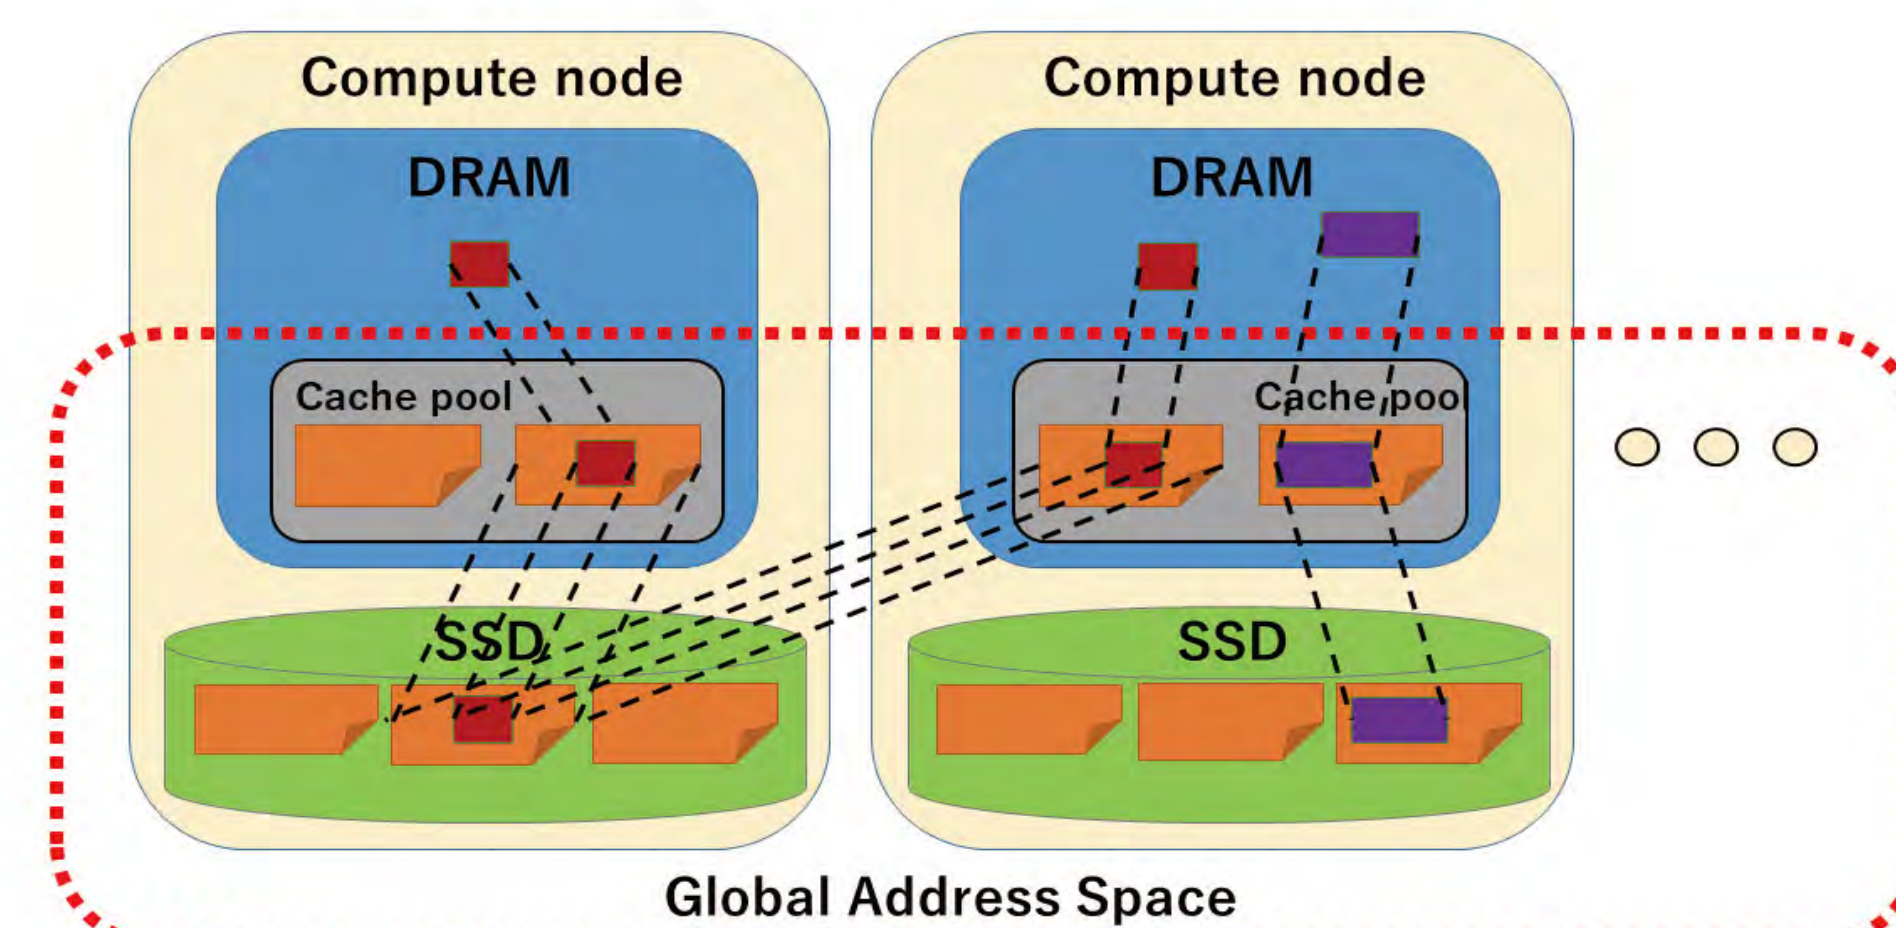 Compute node
Compute node
DRAM
DRAM
Cache pool
Cache pool
SSD
SSD
Global Address Space